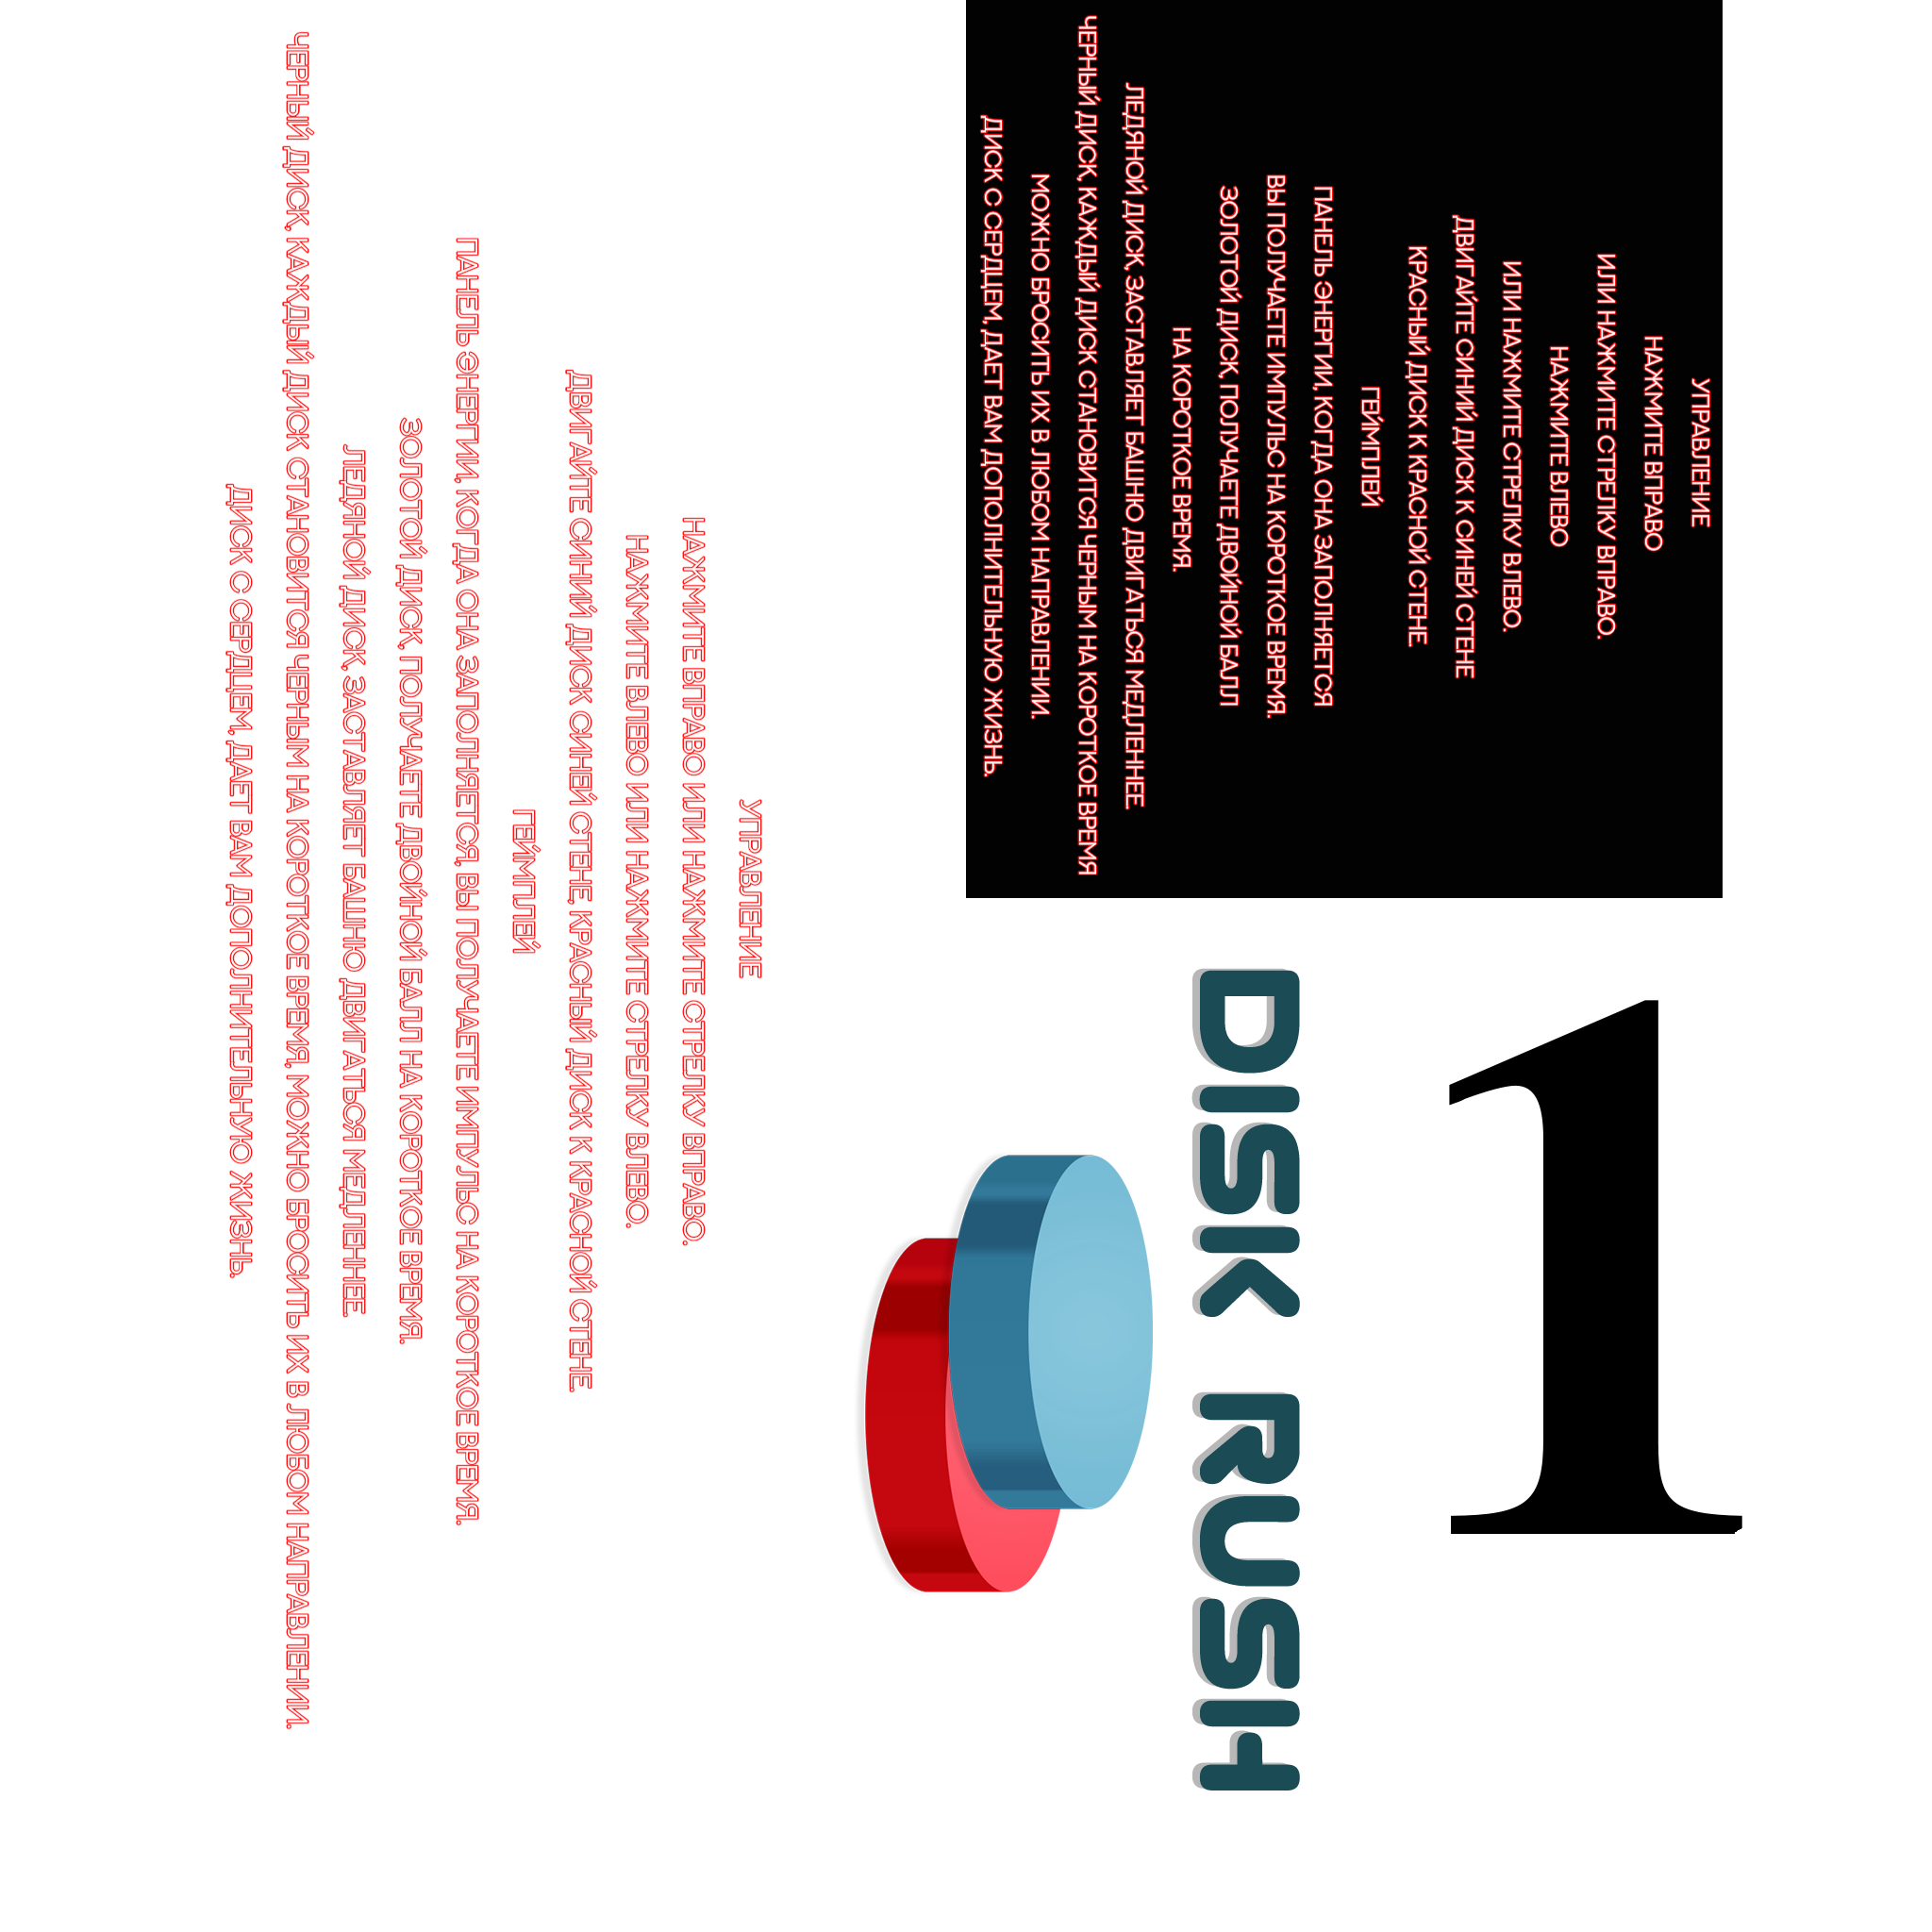 УПРАВЛЕНИЕ
НАЖМИТЕ ВПРАВО
ИЛИ НАЖМИТЕ СТРЕЛКУ ВПРАВО.
НАЖМИТЕ ВЛЕВО
ИЛИ НАЖМИТЕ СТРЕЛКУ ВЛЕВО.
ДВИГАЙТЕ СИНИЙ ДИСК К СИНЕЙ СТЕНЕ
КРАСНЫЙ ДИСК К КРАСНОЙ СТЕНЕ.
ГЕЙМПЛЕЙ
ПАНЕЛЬ ЭНЕРГИИ, КОГДА ОНА ЗАПОЛНЯЕТСЯ
ВЫ ПОЛУЧАЕТЕ ИМПУЛЬС НА КОРОТКОЕ ВРЕМЯ.
ЗОЛОТОЙ ДИСК, ПОЛУЧАЕТЕ ДВОЙНОЙ БАЛЛ
НА КОРОТКОЕ ВРЕМЯ.
ЛЕДЯНОЙ ДИСК, ЗАСТАВЛЯЕТ БАШНЮ ДВИГАТЬСЯ МЕДЛЕННЕЕ
ЧЕРНЫЙ ДИСК, КАЖДЫЙ ДИСК СТАНОВИТСЯ ЧЕРНЫМ НА КОРОТКОЕ ВРЕМЯ
МОЖНО БРОСИТЬ ИХ В ЛЮБОМ НАПРАВЛЕНИИ.
ДИСК С СЕРДЦЕМ, ДАЕТ ВАМ ДОПОЛНИТЕЛЬНУЮ ЖИЗНЬ.
1
DISK RUSH
УПРАВЛЕНИЕ
НАЖМИТЕ ВПРАВО ИЛИ НАЖМИТЕ СТРЕЛКУ ВПРАВО.
НАЖМИТЕ ВЛЕВО ИЛИ НАЖМИТЕ СТРЕЛКУ ВЛЕВО.
ДВИГАЙТЕ СИНИЙ ДИСК СИНЕЙ СТЕНЕ, КРАСНЫЙ ДИСК К КРАСНОЙ СТЕНЕ.
ГЕЙМПЛЕЙ
ПАНЕЛЬ ЭНЕРГИИ, КОГДА ОНА ЗАПОЛНЯЕТСЯ, ВЫ ПОЛУЧАЕТЕ ИМПУЛЬС НА КОРОТКОЕ ВРЕМЯ.
ЗОЛОТОЙ ДИСК, ПОЛУЧАЕТЕ ДВОЙНОЙ БАЛЛ НА КОРОТКОЕ ВРЕМЯ.
ЛЕДЯНОЙ ДИСК, ЗАСТАВЛЯЕТ БАШНЮ ДВИГАТЬСЯ МЕДЛЕННЕЕ.
ЧЕРНЫЙ ДИСК, КАЖДЫЙ ДИСК СТАНОВИТСЯ ЧЕРНЫМ НА КОРОТКОЕ ВРЕМЯ, МОЖНО БРОСИТЬ ИХ В ЛЮБОМ НАПРАВЛЕНИИ.
ДИСК С СЕРДЦЕМ, ДАЕТ ВАМ ДОПОЛНИТЕЛЬНУЮ ЖИЗНЬ.